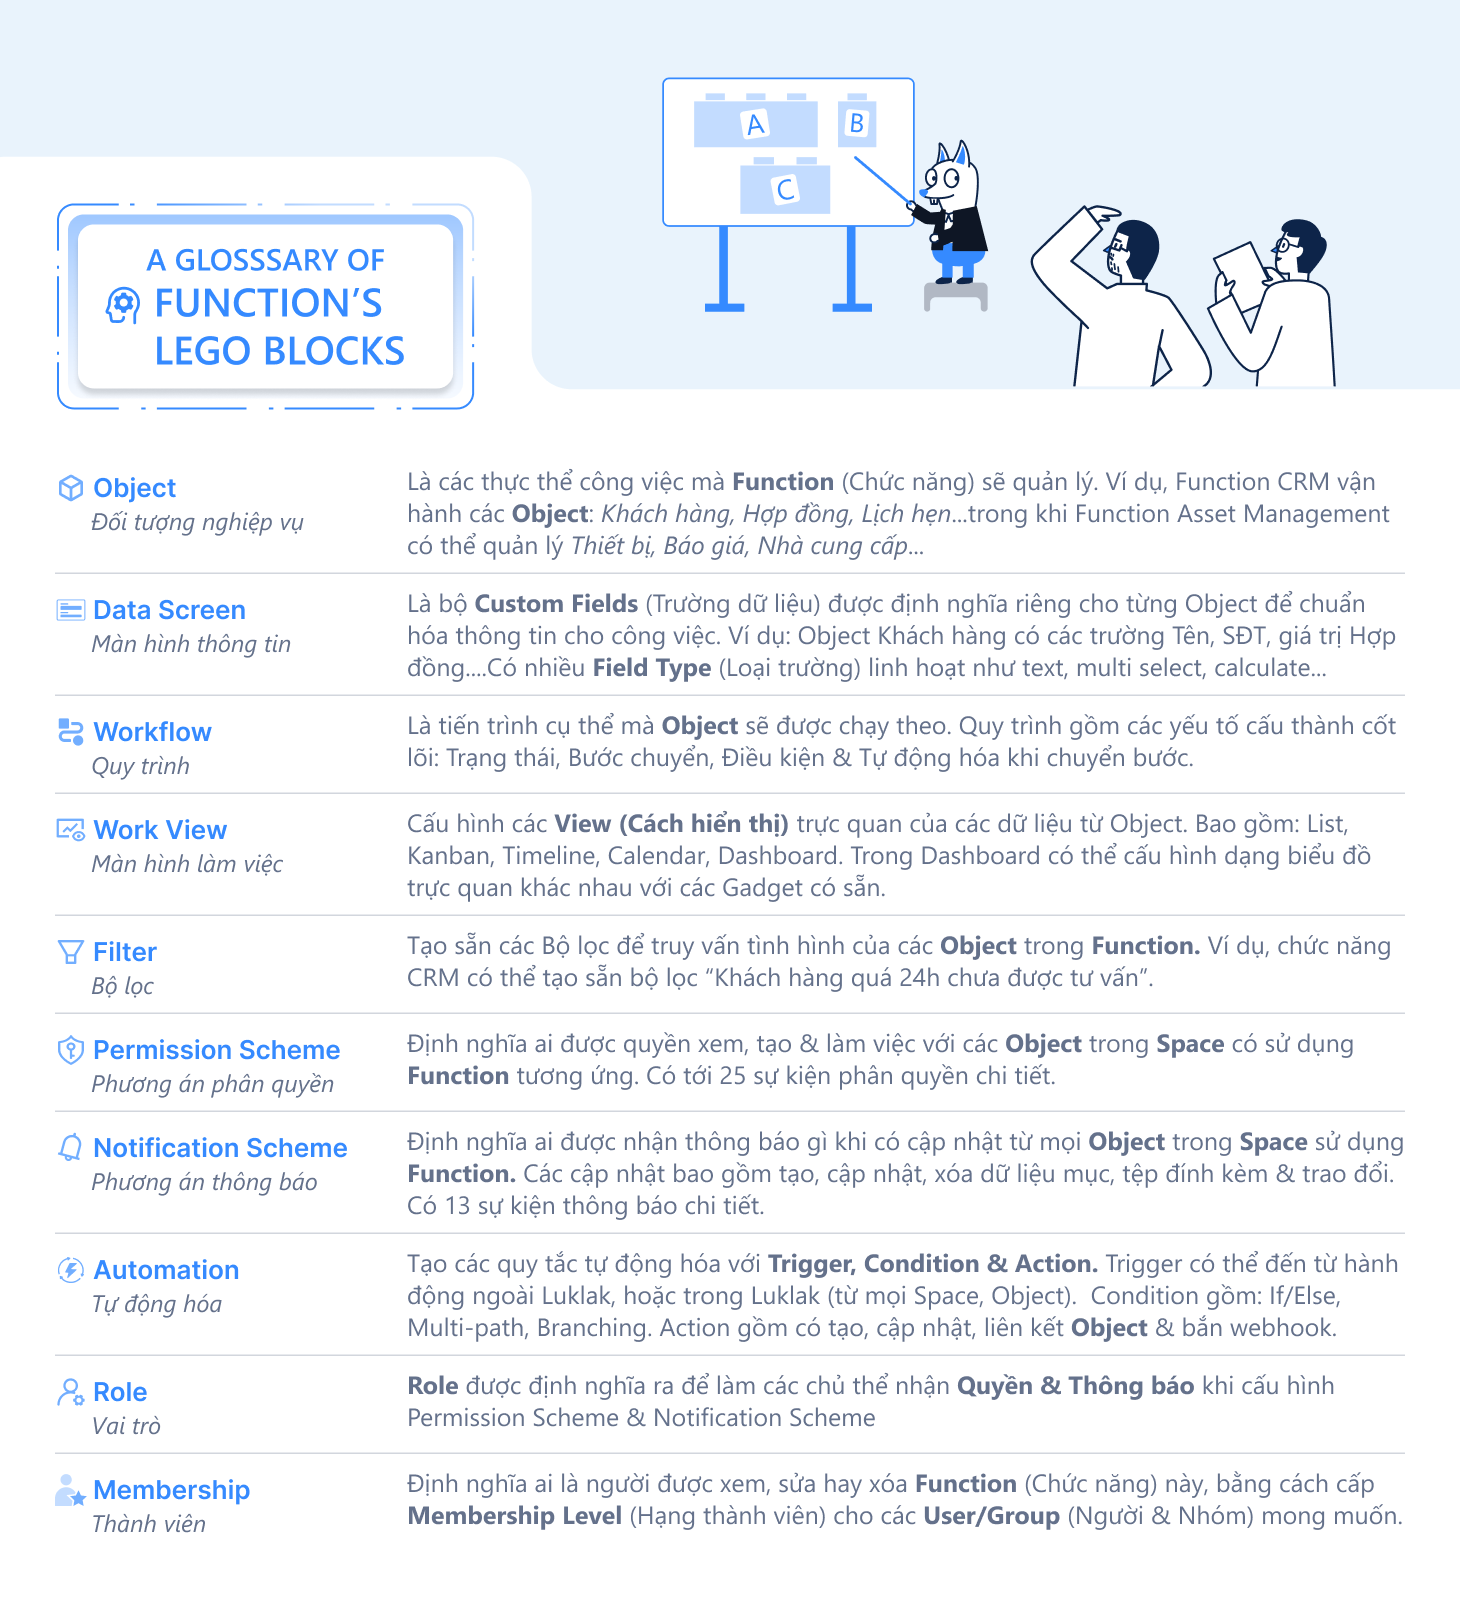 A
B
C
A GLOSSSARY OF
FUNCTION’S
LEGO BLOCKS
Object
Đối tượng nghiệp vụ
Là các thực thể công việc mà Function (Chức năng) sẽ quản lý. Ví dụ, Function CRM vận
hành các Object: Khách hàng, Hợp đồng, Lịch hẹn...trong khi Function Asset Management
có thể quản lý Thiết bị, Báo giá, Nhà cung cấp...
Data Screen
Màn hình thông tin
Là bộ Custom Fields (Trường dữ liệu) được định nghĩa riêng cho từng Object để chuẩn
hóa thông tin cho công việc. Ví dụ: Object Khách hàng có các trường Tên, SĐT, giá trị Hợp
đồng....Có nhiều Field Type (Loại trường) linh hoạt như text, multi select, calculate...
Workflow
Quy trình
Là tiến trình cụ thể mà Object sẽ được chạy theo. Quy trình gồm các yếu tố cấu thành cốt
lõi: Trạng thái, Bước chuyển, Điều kiện & Tự động hóa khi chuyển bước.
Work View
Màn hình làm việc
Cấu hình các View (Cách hiển thị) trực quan của các dữ liệu từ Object. Bao gồm: List,
Kanban, Timeline, Calendar, Dashboard. Trong Dashboard có thể cấu hình dạng biểu đồ
trực quan khác nhau với các Gadget có sẵn.
Filter
Bộ lọc
Tạo sẵn các Bộ lọc để truy vấn tình hình của các Object trong Function. Ví dụ, chức năng
CRM có thể tạo sẵn bộ lọc “Khách hàng quá 24h chưa được tư vấn”.
Permission Scheme
Phương án phân quyền
Định nghĩa ai được quyền xem, tạo & làm việc với các Object trong Space có sử dụng
Function tương ứng. Có tới 25 sự kiện phân quyền chi tiết.
Notification Scheme
Phương án thông báo
Định nghĩa ai được nhận thông báo gì khi có cập nhật từ mọi Object trong Space sử dụng
Function. Các cập nhật bao gồm tạo, cập nhật, xóa dữ liệu mục, tệp đính kèm & trao đổi.
Có 13 sự kiện thông báo chi tiết.
Automation
Tự động hóa
Tạo các quy tắc tự động hóa với Trigger, Condition & Action. Trigger có thể đến từ hành
động ngoài Luklak, hoặc trong Luklak (từ mọi Space, Object). Condition gồm: If/Else,
Multi-path, Branching. Action gồm có tạo, cập nhật, liên kết Object & bắn webhook.
Role
Vai trò
Role được định nghĩa ra để làm các chủ thể nhận Quyền & Thông báo khi cấu hình
Permission Scheme & Notification Scheme
Membership
Thành viên
Định nghĩa ai là người được xem, sửa hay xóa Function (Chức năng) này, bằng cách cấp
Membership Level (Hạng thành viên) cho các User/Group (Người & Nhóm) mong muốn.